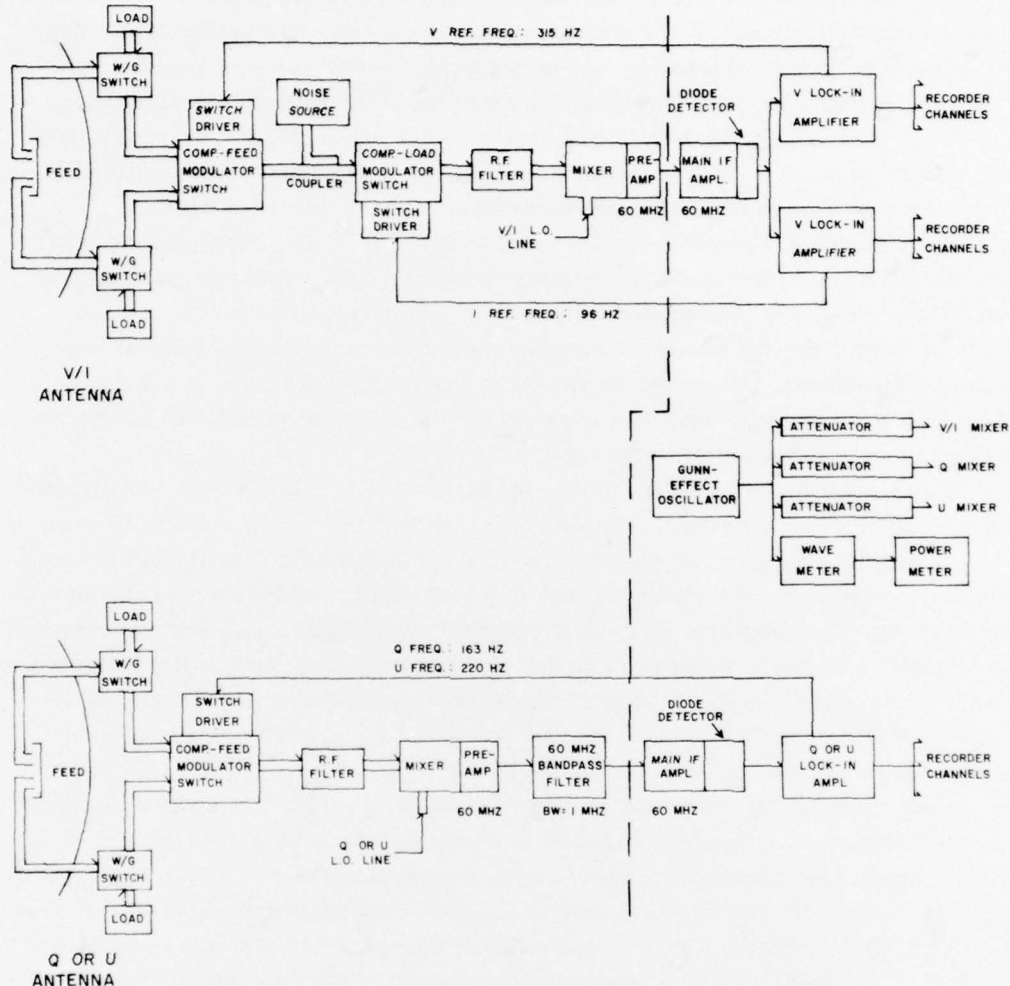 LOAD
V REF. FREQ.: 315 HZ
W/G
SWITCH
SWITCH
DRIVER
NOISE
SOURCE
DIODE
DETECTOR
V LOCK-IN
AMPLIFIER
RECORDER
CHANNELS
FEED
COMP.-FEED
MODULATOR
SWITCH
COUPLER
COMP.-LOAD
MODULATOR
SWITCH
R.F.
FILTER
MIXER
PRE-
AMP
MAIN IF
AMPL.
SWITCH
DRIVER
60 MHZ
60 MHZ
V/I L.O.
LINE
V LOCK-IN
AMPLIFIER
RECORDER
CHANNELS
W/G
SWITCH
LOAD
I REF. FREQ.: 96 HZ
V/I
ANTENNA
GUNN-
EFFECT
OSCILLATOR
ATTENUATOR
V/I MIXER
ATTENUATOR
Q MIXER
ATTENUATOR
U MIXER
WAVE
METER
POWER
METER
LOAD
Q FREQ.: 163 HZ
U FREQ.: 220 HZ
W/G
SWITCH
SWITCH
DRIVER
DIODE
DETECTOR
FEED
COMP.-FEED
MODULATOR
SWITCH
R.F.
FILTER
MIXER
PRE-
AMP
60 MHZ
BANDPASS
FILTER
MAIN IF
AMPL
Q OR U
LOCK-IN
AMPL
RECORDER
CHANNELS
60 MHZ
BW=1 MHZ
60 MHZ
Q OR U
L.O. LINE
W/G
SWITCH
LOAD
Q OR U
ANTENNA